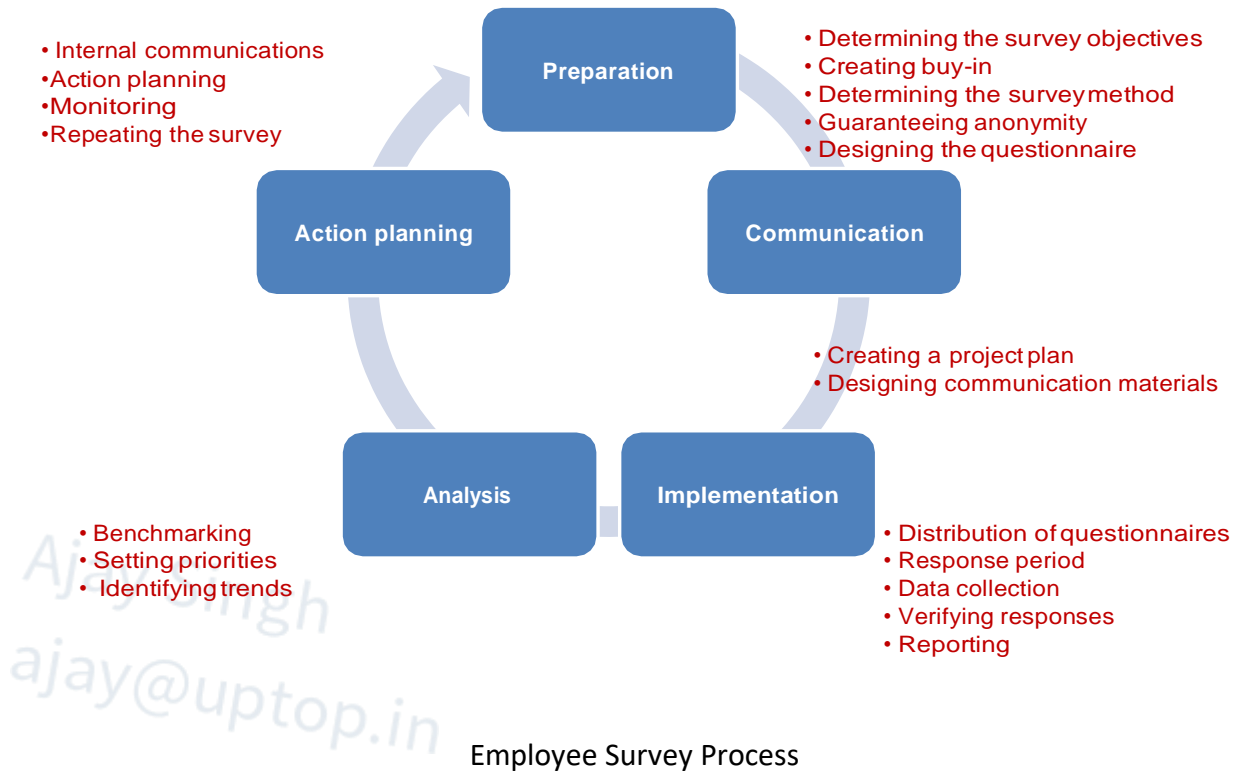 Preparation
• Determining the survey objectives
• Creating buy-in
• Determining the survey method
• Guaranteeing anonymity
• Designing the questionnaire
Communication
• Creating a project plan
• Designing communication materials
Implementation
• Distribution of questionnaires
• Response period
• Data collection
• Verifying responses
• Reporting
Analysis
• Benchmarking
• Setting priorities
• Identifying trends
Action planning
• Internal communications
•Action planning
•Monitoring
•Repeating the survey
Ajay Singh
ajay@uptop.in
Employee Survey Process